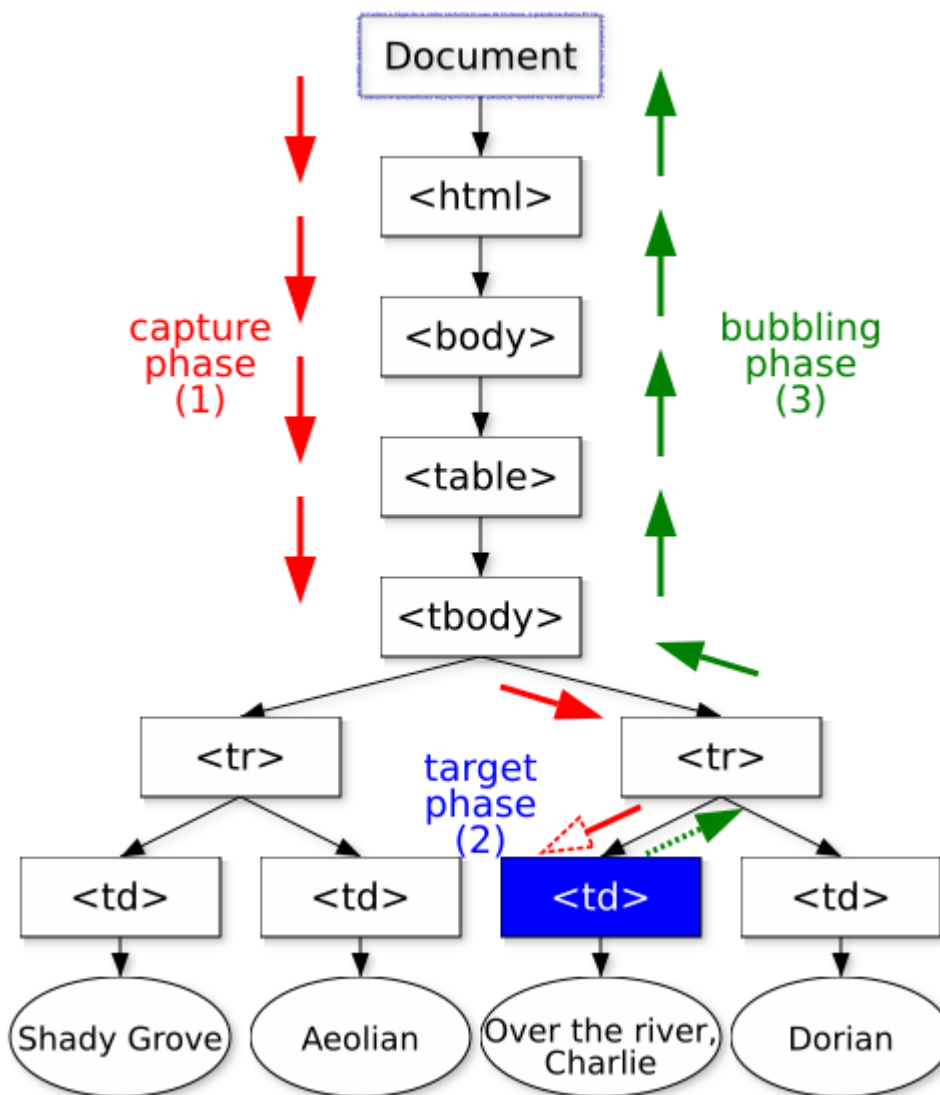 Document
<html>
capture
phase
(1)
<body>
bubbling
phase
(3)
<table>
<tbody>
<tr>
target
phase
(2)
<tr>
<td>
<td>
<td>
<td>
Shady Grove
Aeolian
Over the river,
Charlie
Dorian